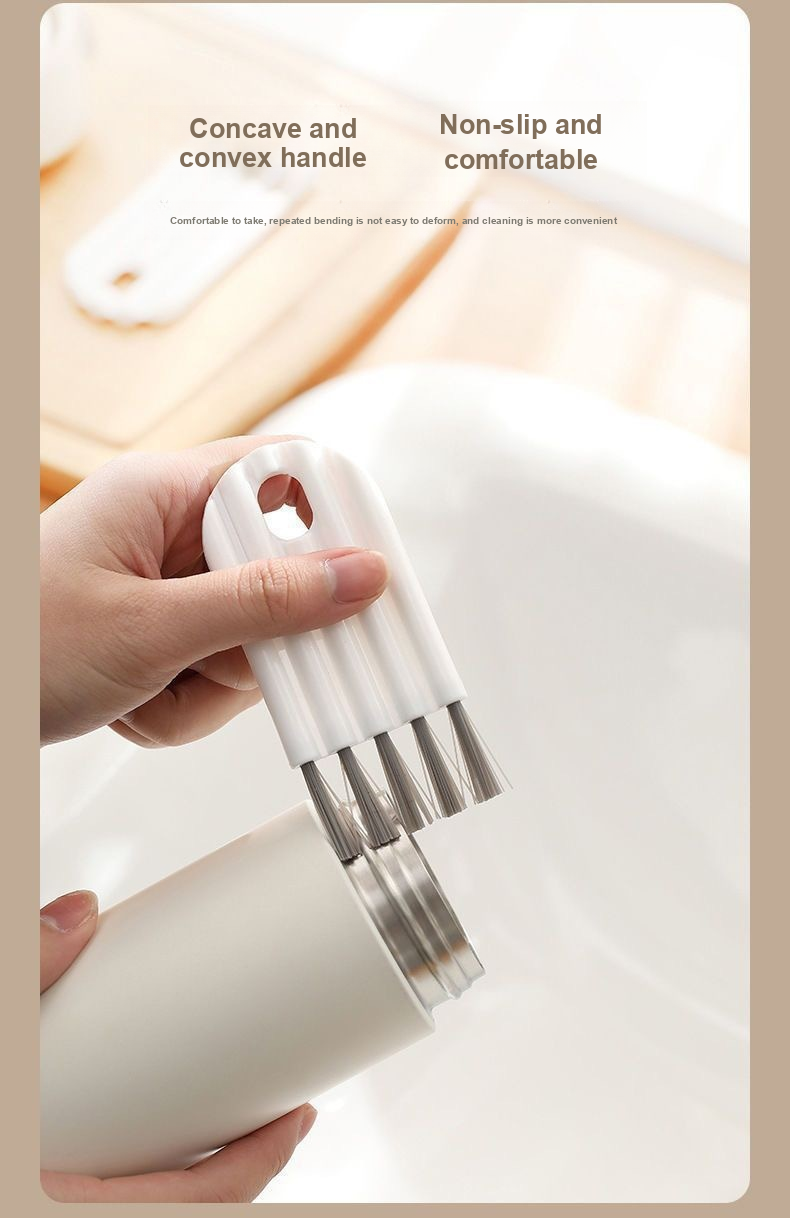 Concave and
convex handle
Non-slip and
comfortable
Comfortable to take, repeated bending is not easy to deform, and cleaning is more convenient